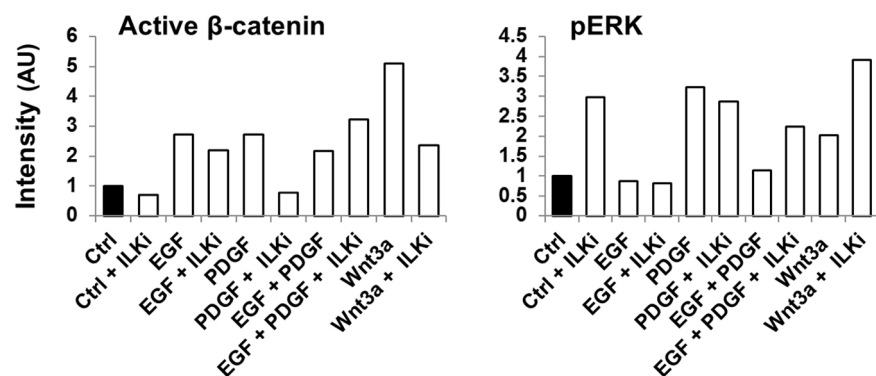 Active β-catenin
Intensity (AU)
6
5
4
3
2
1
0
Ctrl
Ctrl + ILKi
EGF
EGF + ILKi
PDGF
PDGF + ILKi
EGF + PDGF
EGF + PDGF + ILKi
Wnt3a
Wnt3a + ILKi
pERK
4.5
4
3.5
3
2.5
2
1.5
1
0.5
0
Ctrl
Ctrl + ILKi
EGF
EGF + ILKi
PDGF
PDGF + ILKi
EGF + PDGF
EGF + PDGF + ILKi
Wnt3a
Wnt3a + ILKi